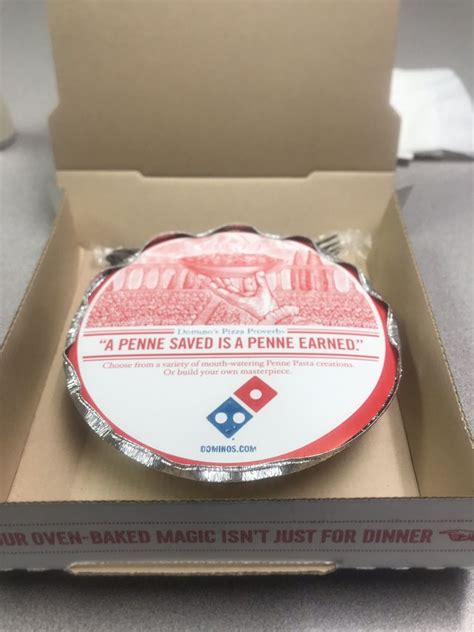 Domino's Pizza Proverb
"A PENNE SAVED IS A PENNE EARNED."
Choose from a variety of mouth-watering Penne Pasta creations.
Or build your own masterpiece.
DOMINOS.COM
OUR OVEN-BAKED MAGIC ISN'T JUST FOR DINNER